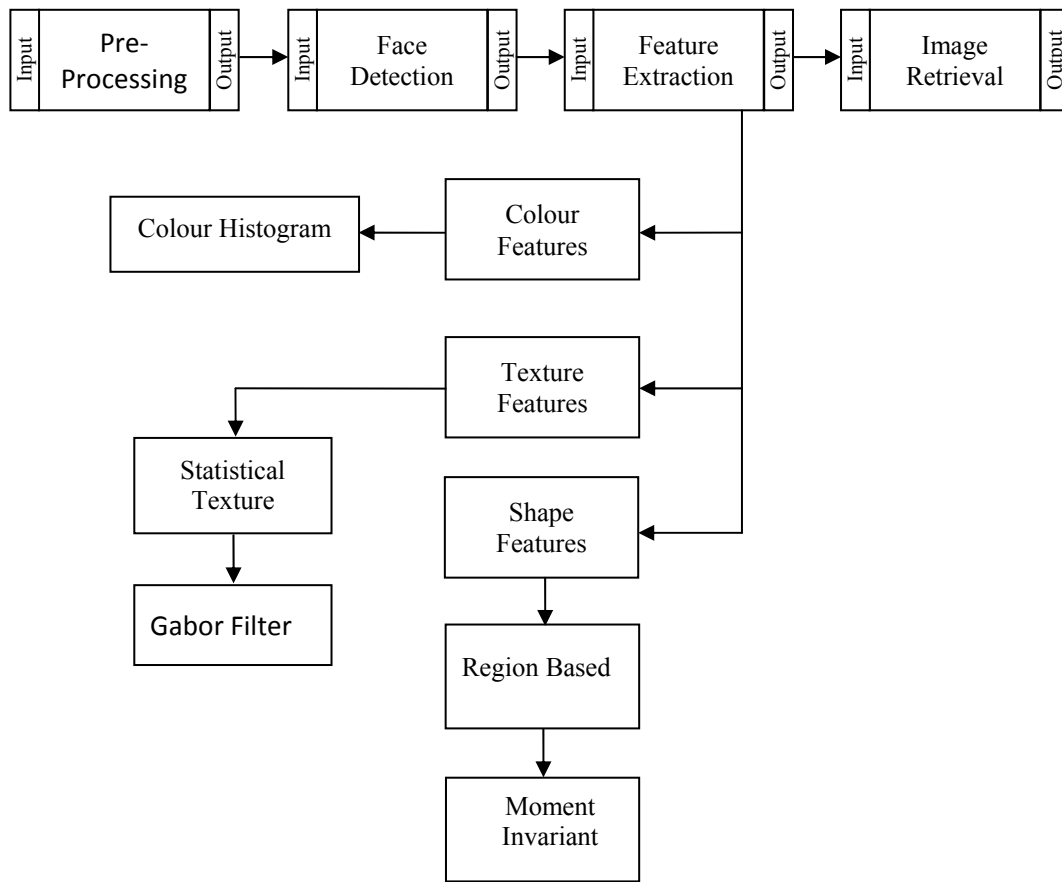 Input
Pre-
Processing
Output
Input
Face
Detection
Output
Input
Feature
Extraction
Output
Input
Image
Retrieval
Output
Colour Histogram
Colour
Features
Texture
Features
Statistical
Texture
Shape
Features
Gabor Filter
Region Based
Moment
Invariant